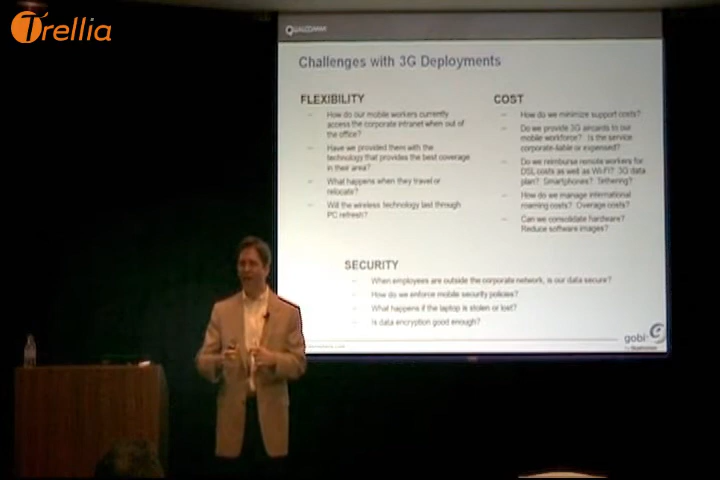 Trellia
QUALCOMM
Challenges with 3G Deployments
FLEXIBILITY
– How do our mobile workers currently
access the corporate intranet when out of
the office?
– Have we provided them with the
technology that provides the best coverage
in their area?
– What happens when they travel or
relocate?
– Will the wireless technology last through
PC refresh?
COST
– How do we minimize support costs?
– Do we provide 3G aircards to our
mobile workforce? Is the service
corporate-liable or expensed?
– Do we reimburse remote workers for
DSL costs as well as Wi-Fi? 3G data
plan? Smartphones? Tethering?
– How do we manage international
roaming costs? Overage costs?
– Can we consolidate hardware?
Reduce software images?
SECURITY
– When employees are outside the corporate network, is our data secure?
– How do we enforce mobile security policies?
– What happens if the laptop is stolen or lost?
– Is data encryption good enough?
gobi